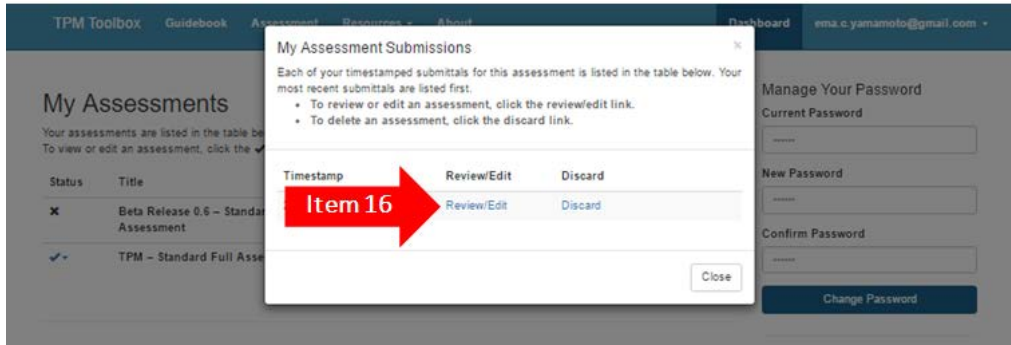 TPM Toolbox Guidebook Assessment Resources About Dashboard ema.c.yamamoto@gmail.com
My Assessment Submissions ×
Each of your timestamped submittals for this assessment is listed in the table below. Your
most recent submittals are listed first.
• To review or edit an assessment, click the review/edit link.
• To delete an assessment, click the discard link.
Timestamp Review/Edit Discard
Item 16 Review/Edit Discard
Close
My Assessments
Your assessments are listed in the table be
To view or edit an assessment, click the ✔
Status Title
✖ Beta Release 0.6 – Standar
Assessment
✔ TPM – Standard Full Asse
Manage Your Password
Current Password
New Password
Confirm Password
Change Password